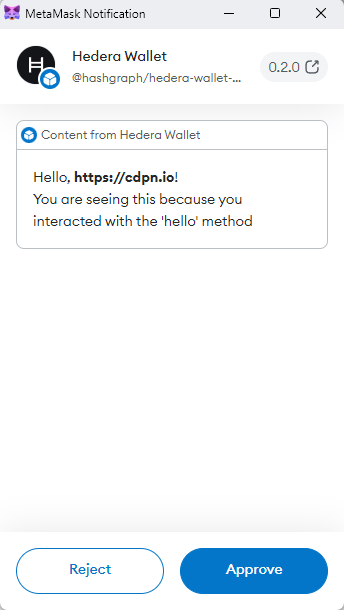 MetaMask Notification
Hedera Wallet
@hashgraph/hedera-wallet-...
0.2.0
Content from Hedera Wallet
Hello, https://cdpn.io!
You are seeing this because you
interacted with the 'hello' method
Reject
Approve